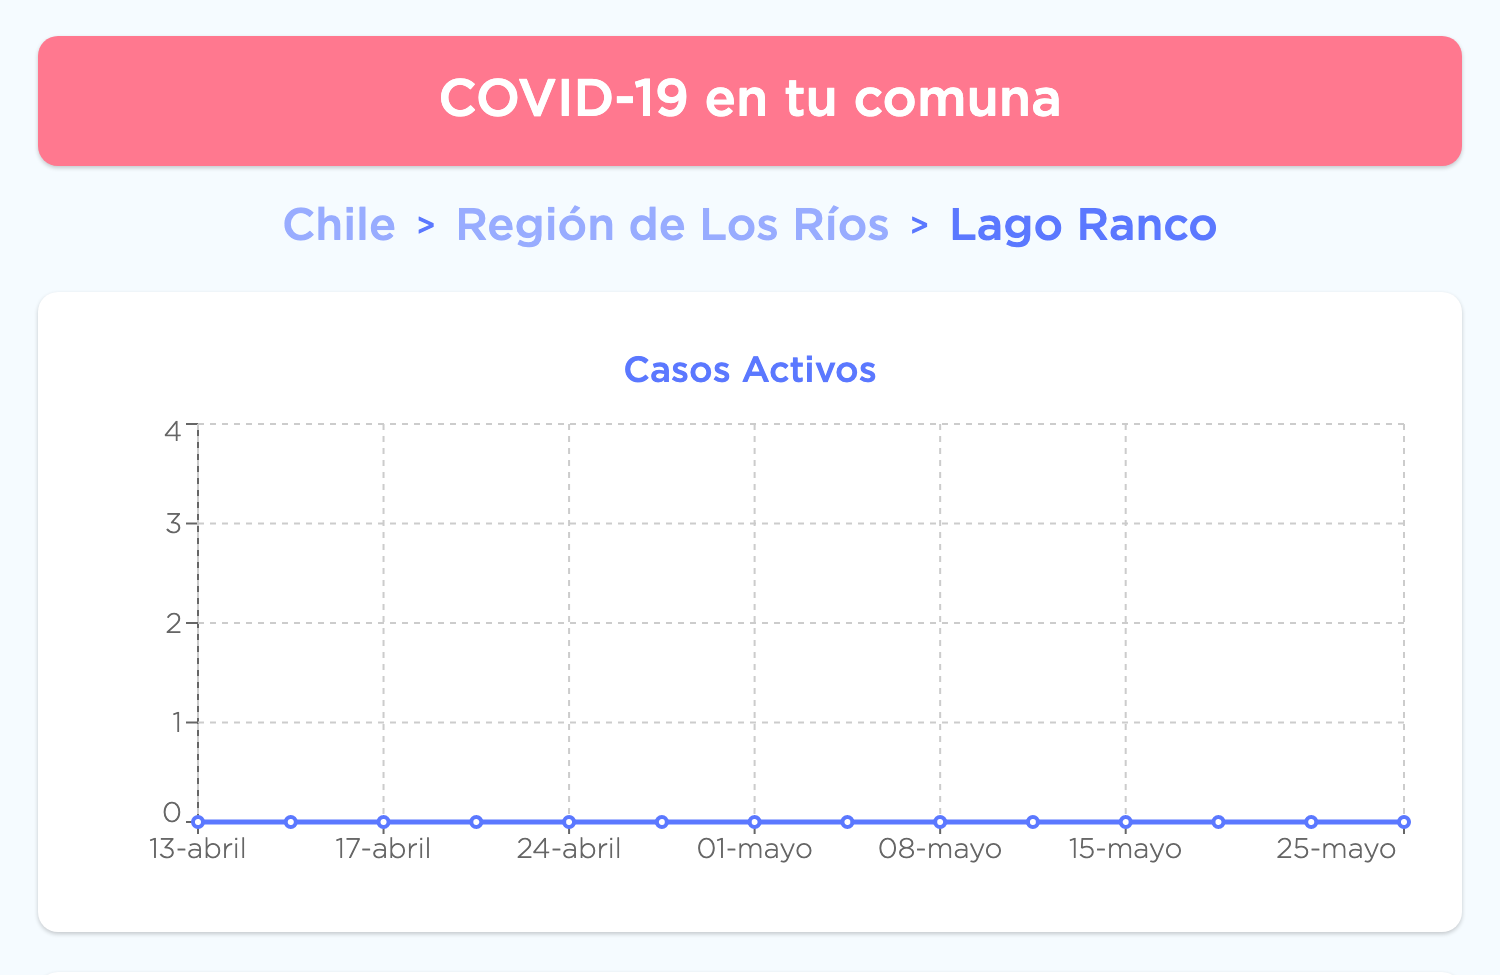 COVID-19 en tu comuna
Chile > Región de Los Ríos > Lago Ranco
Casos Activos
4
3
2
1
0
13-abril 17-abril 24-abril 01-mayo 08-mayo 15-mayo 25-mayo